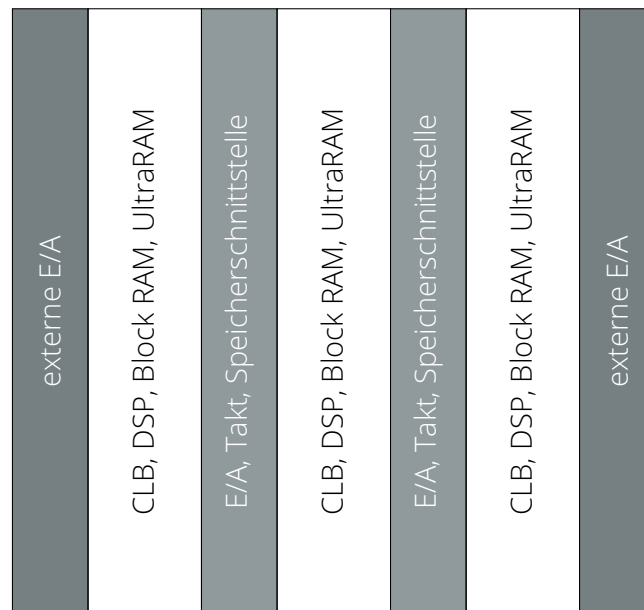 externe E/A
CLB, DSP, Block RAM, UltraRAM
E/A, Takt, Speicherschnittstelle
CLB, DSP, Block RAM, UltraRAM
E/A, Takt, Speicherschnittstelle
CLB, DSP, Block RAM, UltraRAM
externe E/A